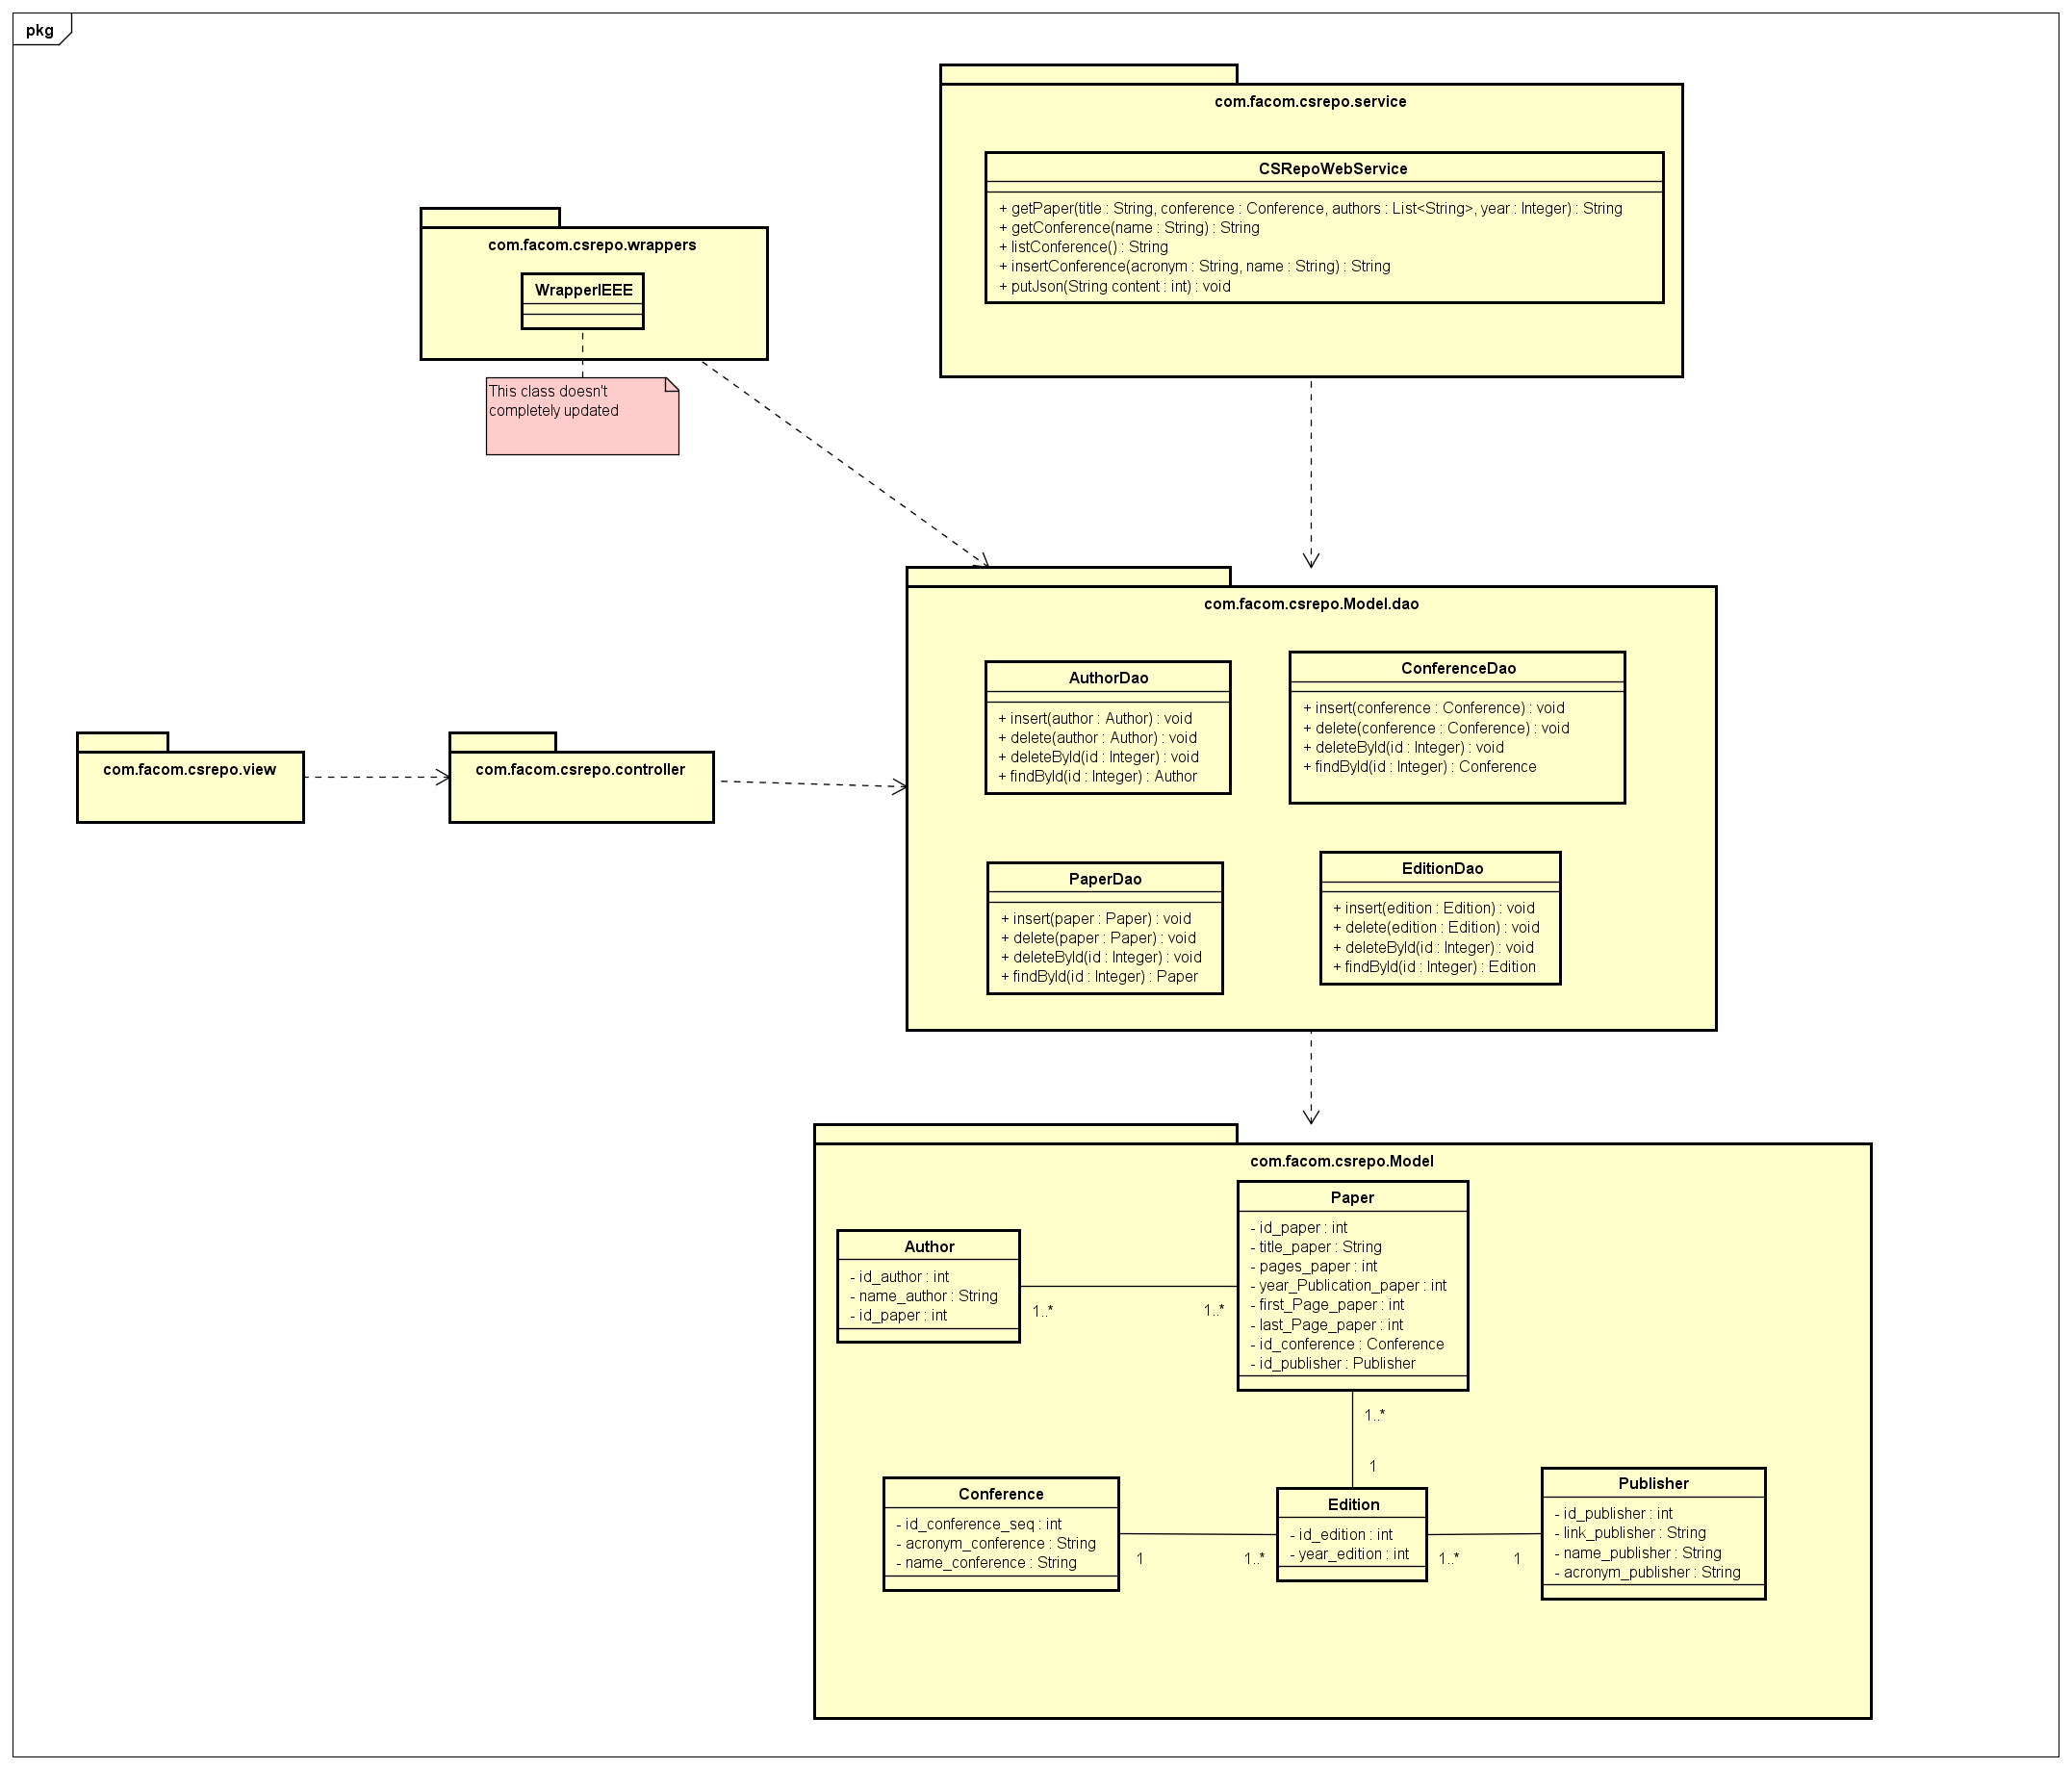 pkg
com.facom.csrepo.service
CSRepoWebService
+ getPaper(title : String, conference : Conference, authors : List<String>, year : Integer) : String
+ getConference(name : String) : String
+ listConference() : String
+ insertConference(acronym : String, name : String) : String
+ putJson(String content : int) : void
com.facom.csrepo.wrappers
WrapperIEEE
This class doesn't
completely updated
com.facom.csrepo.Model.dao
AuthorDao
+ insert(author : Author) : void
+ delete(author : Author) : void
+ deleteById(id : Integer) : void
+ findById(id : Integer) : Author
ConferenceDao
+ insert(conference : Conference) : void
+ delete(conference : Conference) : void
+ deleteById(id : Integer) : void
+ findById(id : Integer) : Conference
com.facom.csrepo.view
com.facom.csrepo.controller
PaperDao
+ insert(paper : Paper) : void
+ delete(paper : Paper) : void
+ deleteById(id : Integer) : void
+ findById(id : Integer) : Paper
EditionDao
+ insert(edition : Edition) : void
+ delete(edition : Edition) : void
+ deleteById(id : Integer) : void
+ findById(id : Integer) : Edition
com.facom.csrepo.Model
Paper
- id_paper : int
- title_paper : String
- pages_paper : int
- year_Publication_paper : int
- first_Page_paper : int
- last_Page_paper : int
- id_conference : Conference
- id_publisher : Publisher
Author
- id_author : int
- name_author : String
- id_paper : int
1..*
1..*
1..*
1
Conference
- id_conference_seq : int
- acronym_conference : String
- name_conference : String
1
1..*
Edition
- id_edition : int
- year_edition : int
1..*
1
Publisher
- id_publisher : int
- link_publisher : String
- name_publisher : String
- acronym_publisher : String